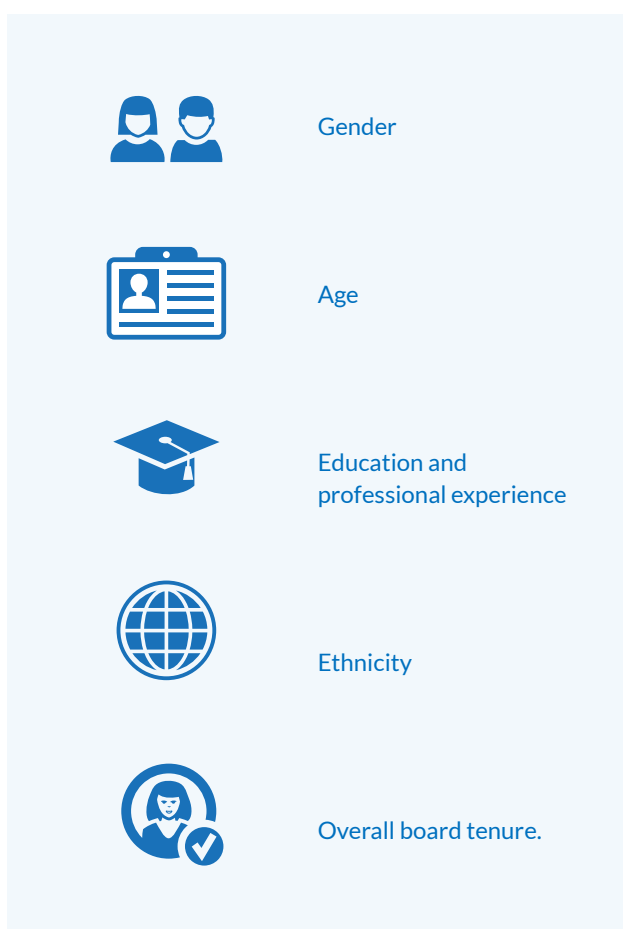 Gender
Age
Education and
professional experience
Ethnicity
Overall board tenure.